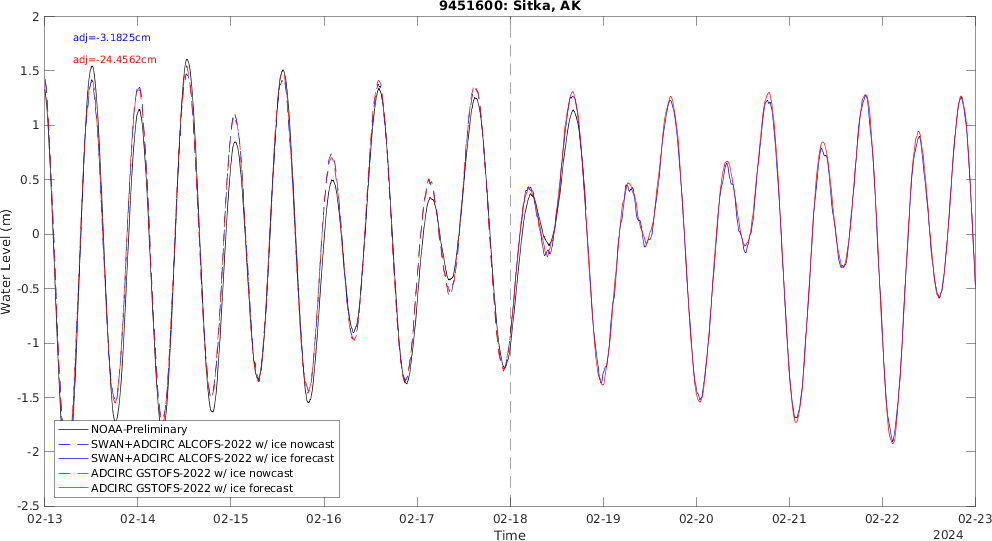 9451600: Sitka, AK
adj=-3.1825cm
adj=-24.4562cm
2
1.5
1
0.5
0
-0.5
-1
-1.5
-2
-2.5
Water Level (m)
NOAA-Preliminary
SWAN+ADCIRC ALCOFS-2022 w/ ice nowcast
SWAN+ADCIRC ALCOFS-2022 w/ ice forecast
ADCIRC GSTOFS-2022 w/ ice nowcast
ADCIRC GSTOFS-2022 w/ ice forecast
02-13 02-14 02-15 02-16 02-17 02-18 02-19 02-20 02-21 02-22 02-23
Time
2024